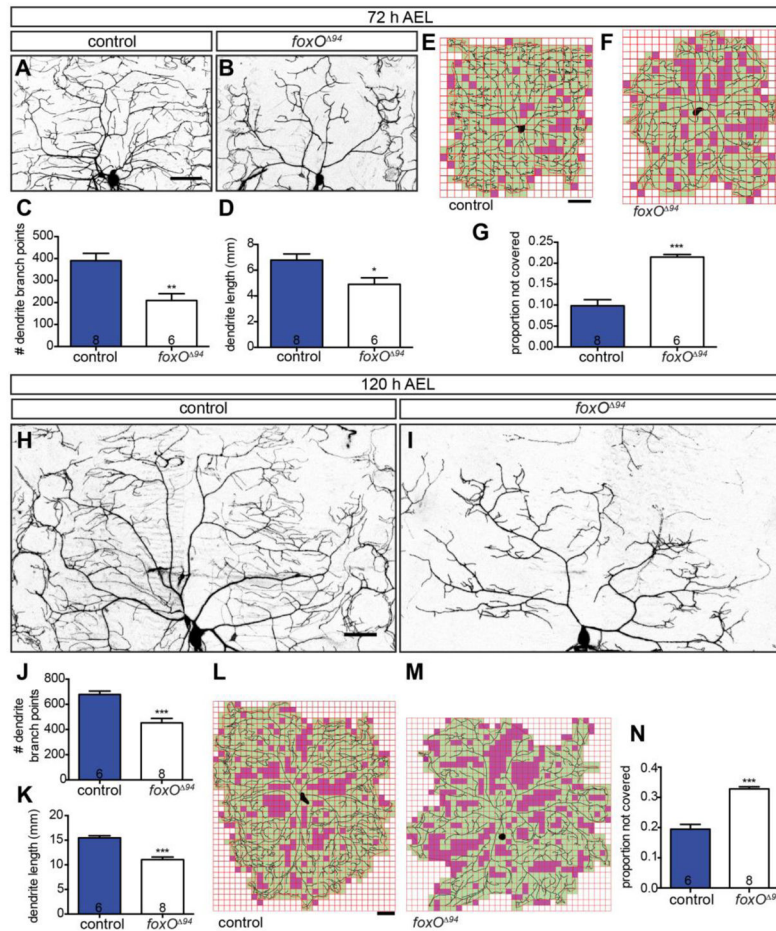 72 h AEL
control
foxO^Δ94
A
B
E
F
control
foxO^Δ94
C
D
G
# dendrite branch points
500
400
300
200
100
0
**
8
6
control
foxO^Δ94
dendrite length (mm)
8
6
4
2
0
*
8
6
control
foxO^Δ94
proportion not covered
0.25
0.20
0.15
0.10
0.05
0.00
***
8
6
control
foxO^Δ94
120 h AEL
control
foxO^Δ94
H
I
J
# dendrite
branch points
800
600
400
200
0
***
6
8
control
foxO^Δ94
K
dendrite length (mm)
20
15
10
5
0
***
6
8
control
foxO^Δ94
L
control
M
foxO^Δ94
N
proportion not covered
0.4
0.3
0.2
0.1
0.0
***
6
8
control
foxO^Δ9